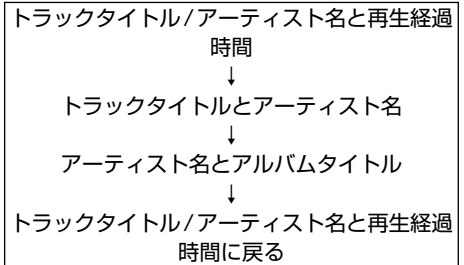 トラックタイトル/アーティスト名と再生経過
時間
↓
トラックタイトルとアーティスト名
↓
アーティスト名とアルバムタイトル
↓
トラックタイトル/アーティスト名と再生経過
時間に戻る